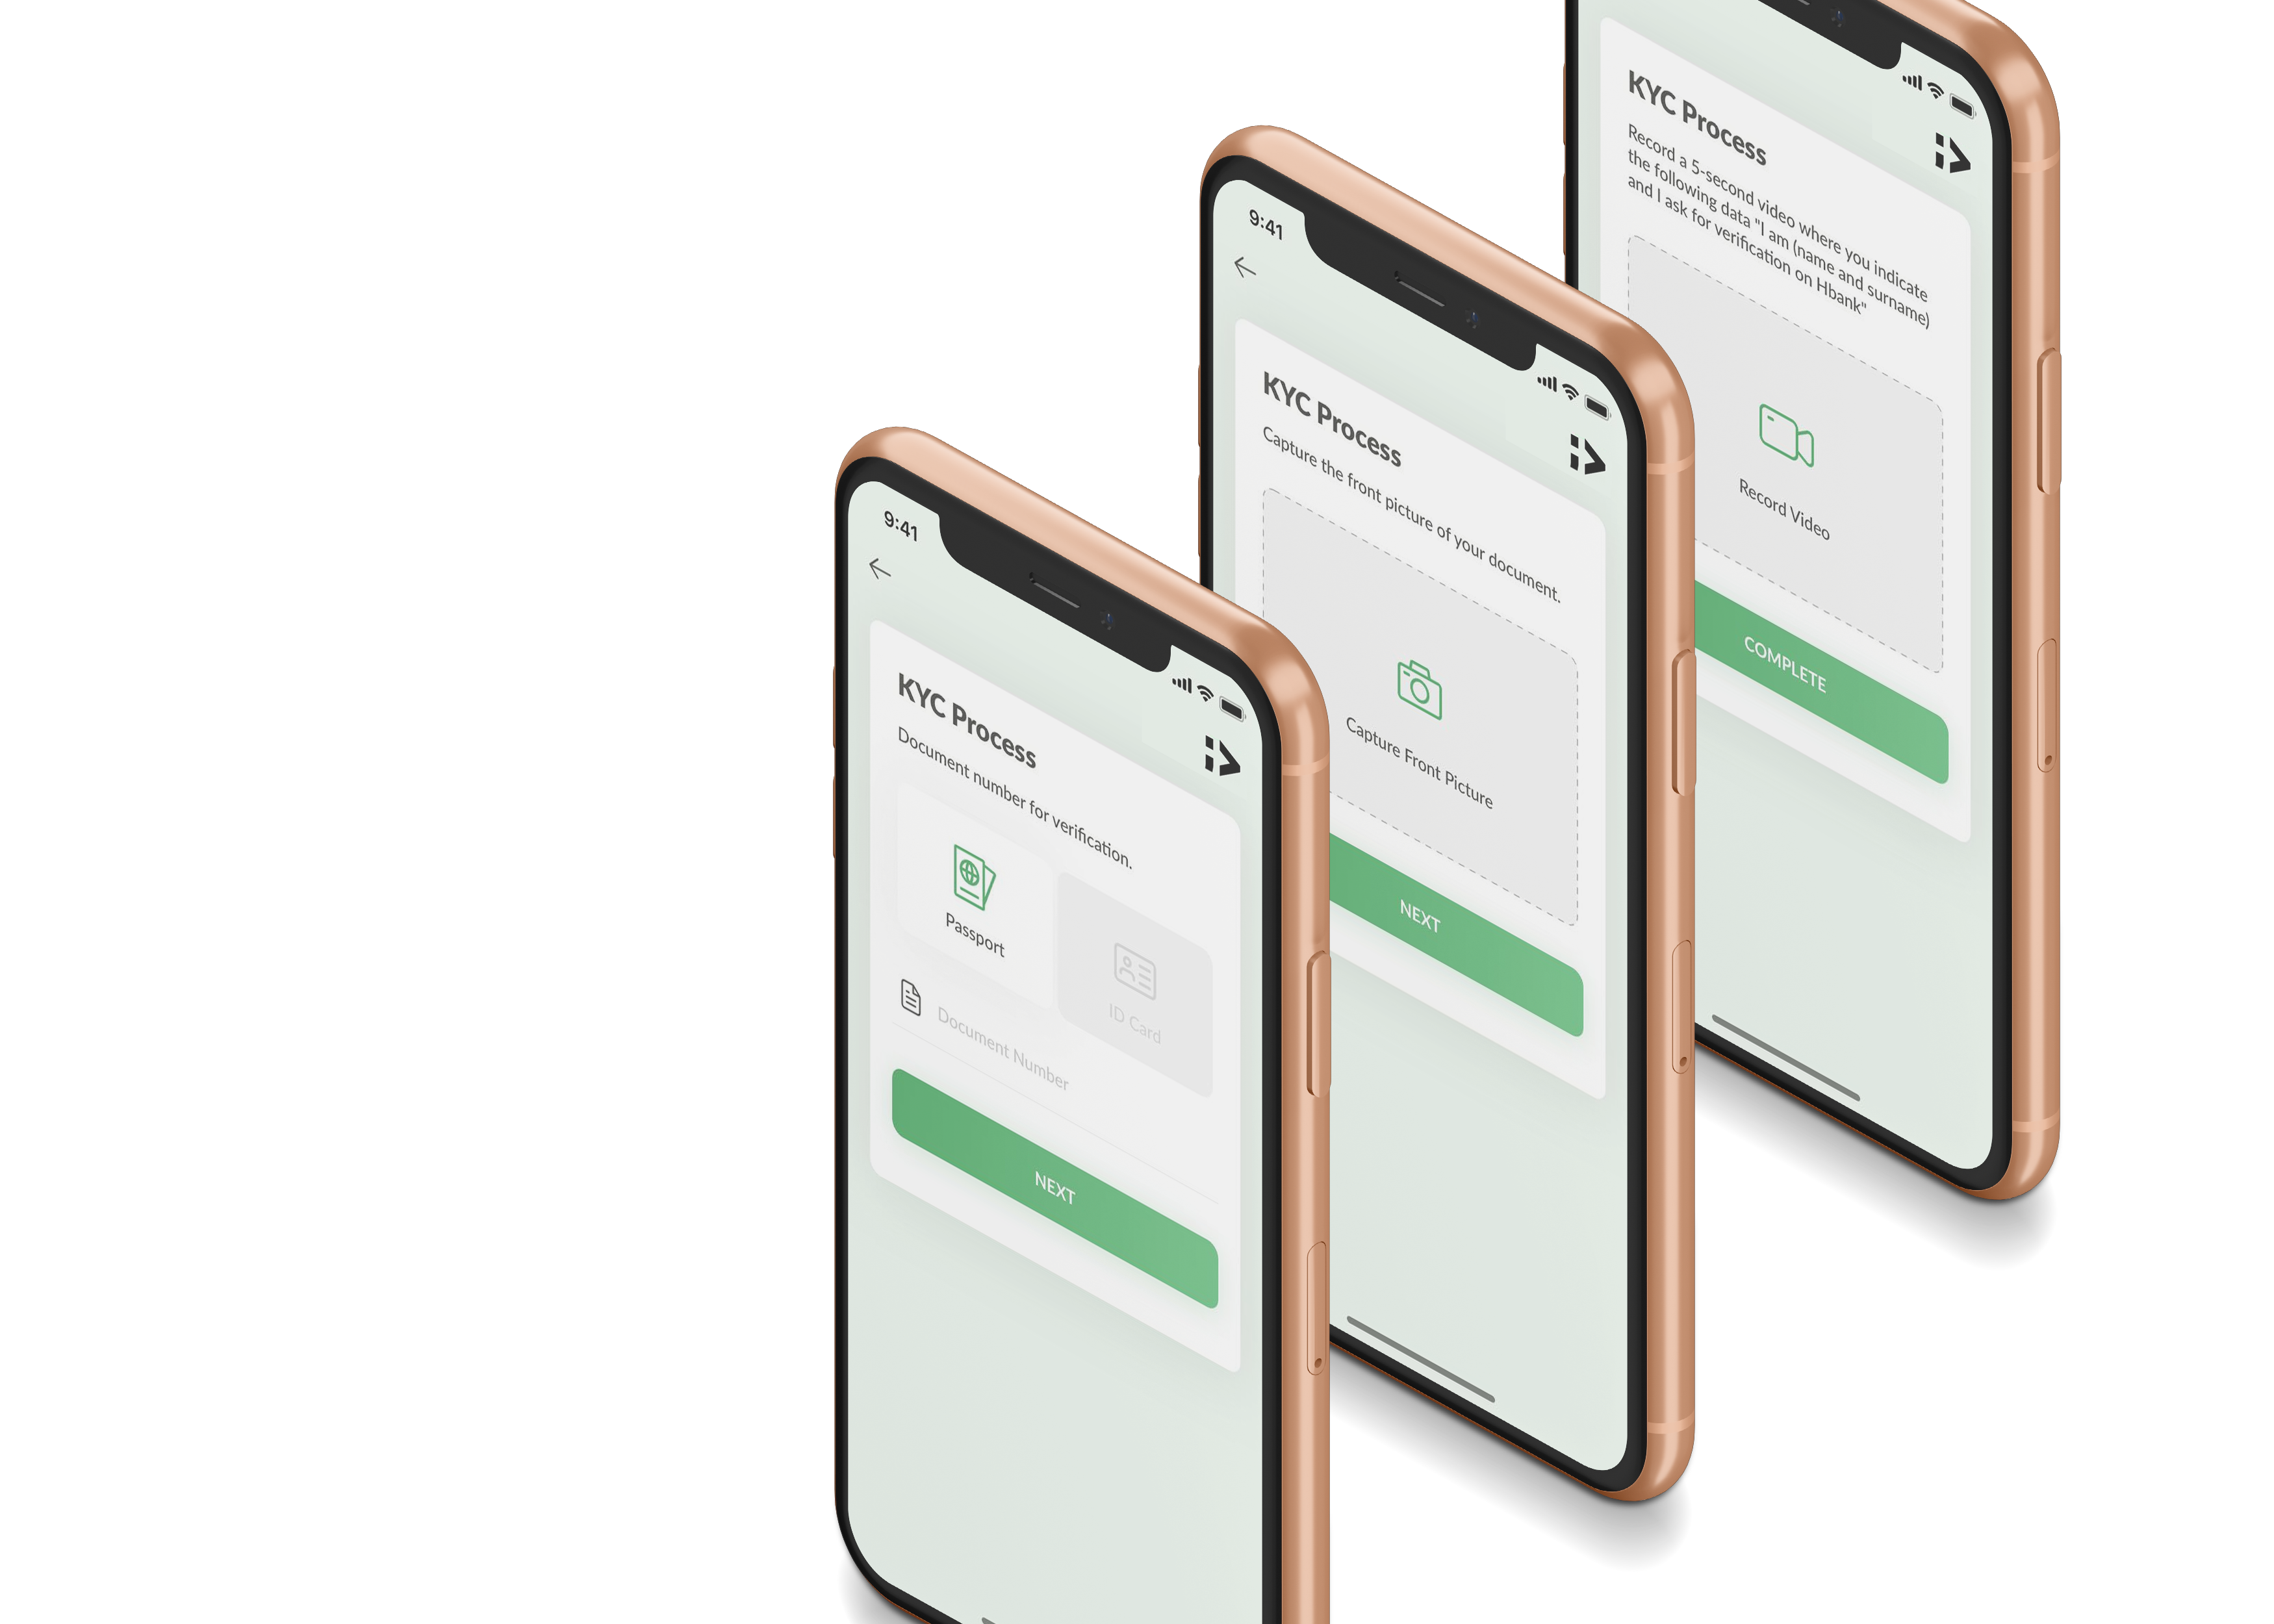 9:41
KYC Process
Document number for verification.
Passport
ID Card
Document Number
NEXT
9:41
KYC Process
Capture the front picture of your document.
Capture Front Picture
NEXT
KYC Process
Record a 5-second video where you indicate
the following data "I am (name and surname)
and I ask for verification on Hbank"
Record Video
COMPLETE